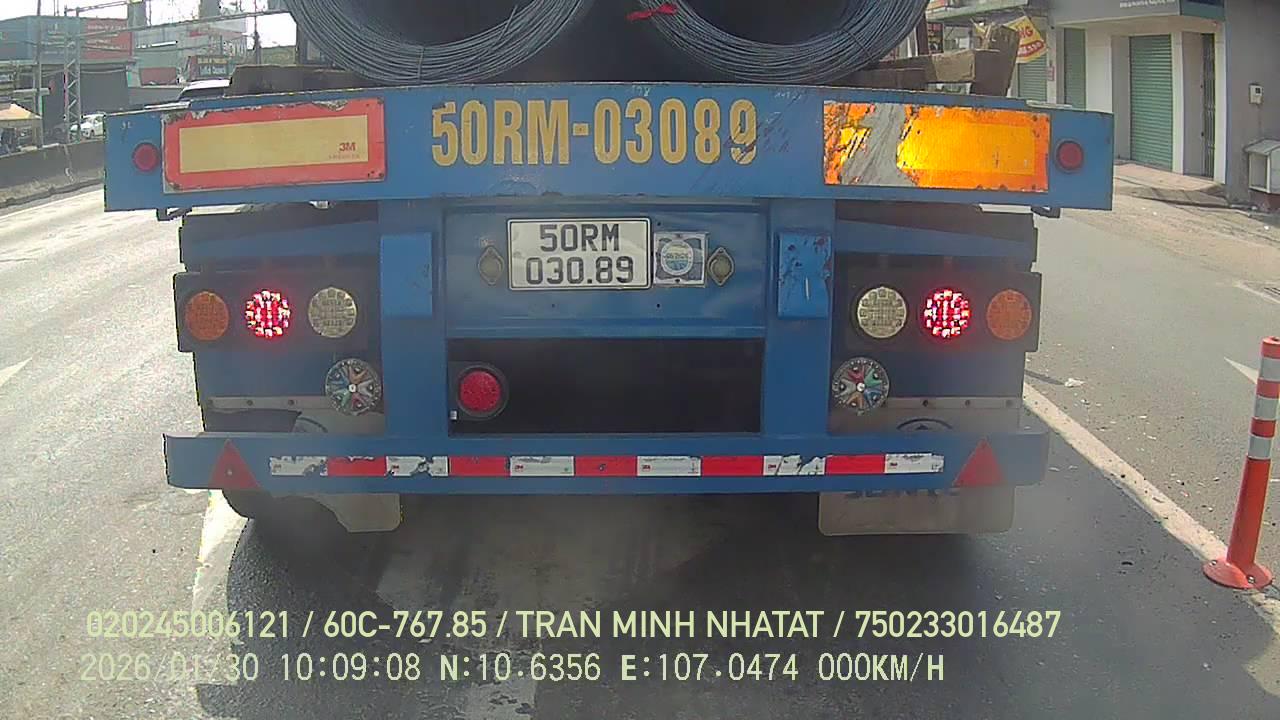 50RM-03089
3M
50RM
030.89
020245006121 / 60C-767.85 / TRAN MINH NHATAT / 750233016487
2026/01/30 10:09:08 N:10.6356 E:107.0474 000KM/H